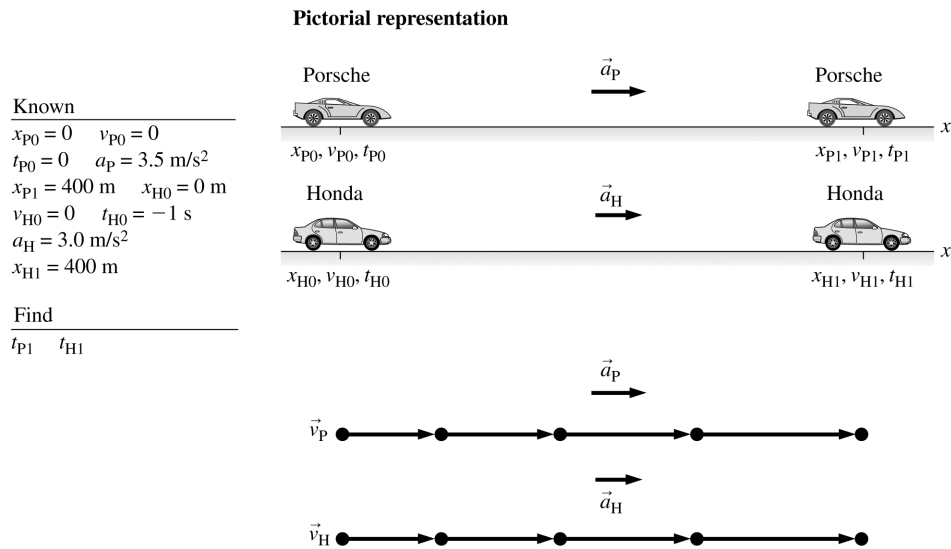 Pictorial representation
Known
x_P0 = 0 v_P0 = 0
t_P0 = 0 a_P = 3.5 m/s²
x_P1 = 400 m x_H0 = 0 m
v_H0 = 0 t_H0 = −1 s
a_H = 3.0 m/s²
x_H1 = 400 m
Find
t_P1 t_H1
Porsche a⃗_P Porsche
x
x_P0, v_P0, t_P0 x_P1, v_P1, t_P1
Honda a⃗_H Honda
x
x_H0, v_H0, t_H0 x_H1, v_H1, t_H1
a⃗_P
v⃗_P
a⃗_H
v⃗_H